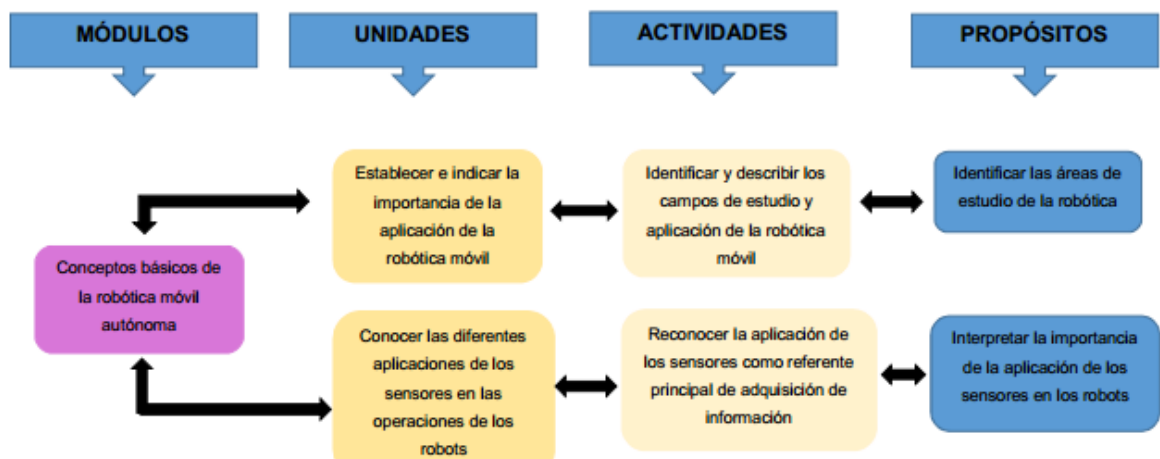 MÓDULOS
UNIDADES
ACTIVIDADES
PROPÓSITOS
Conceptos básicos de
la robótica móvil
autónoma
Establecer e indicar la
importancia de la
aplicación de la
robótica móvil
Identificar y describir los
campos de estudio y
aplicación de la robótica
móvil
Identificar las áreas de
estudio de la robótica
Conocer las diferentes
aplicaciones de los
sensores en las
operaciones de los
robots
Reconocer la aplicación de
los sensores como referente
principal de adquisición de
información
Interpretar la importancia
de la aplicación de los
sensores en los robots